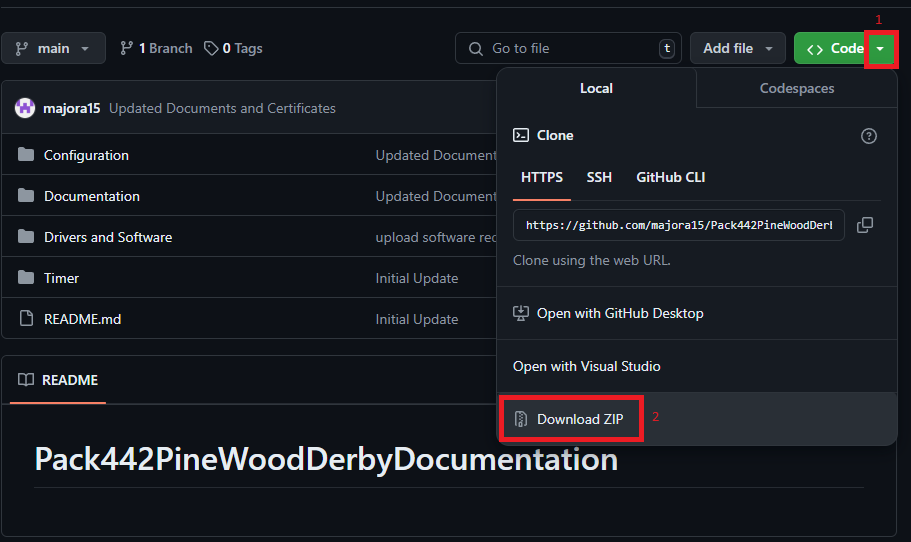 1
main 1 Branch 0 Tags Go to file t Add file Code
Local Codespaces
majora15 Updated Documents and Certificates
Clone
Configuration Updated Document
HTTPS SSH GitHub CLI
Documentation Updated Document
https://github.com/majora15/Pack442PineWoodDerl
Drivers and Software upload software rec
Clone using the web URL.
Timer Initial Update
Open with GitHub Desktop
README.md Initial Update
Open with Visual Studio
README
Download ZIP 2
Pack442PineWoodDerbyDocumentation